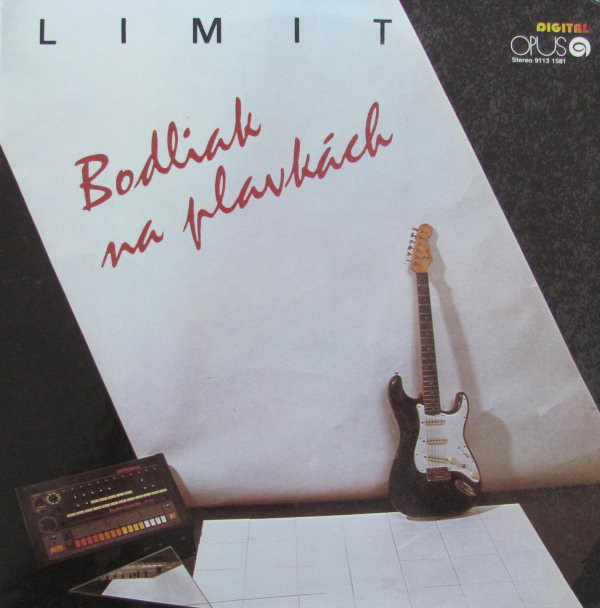 LIMIT
DIGITAL
OPUS
Stereo 9113 1581
Bodliak
na plavkách